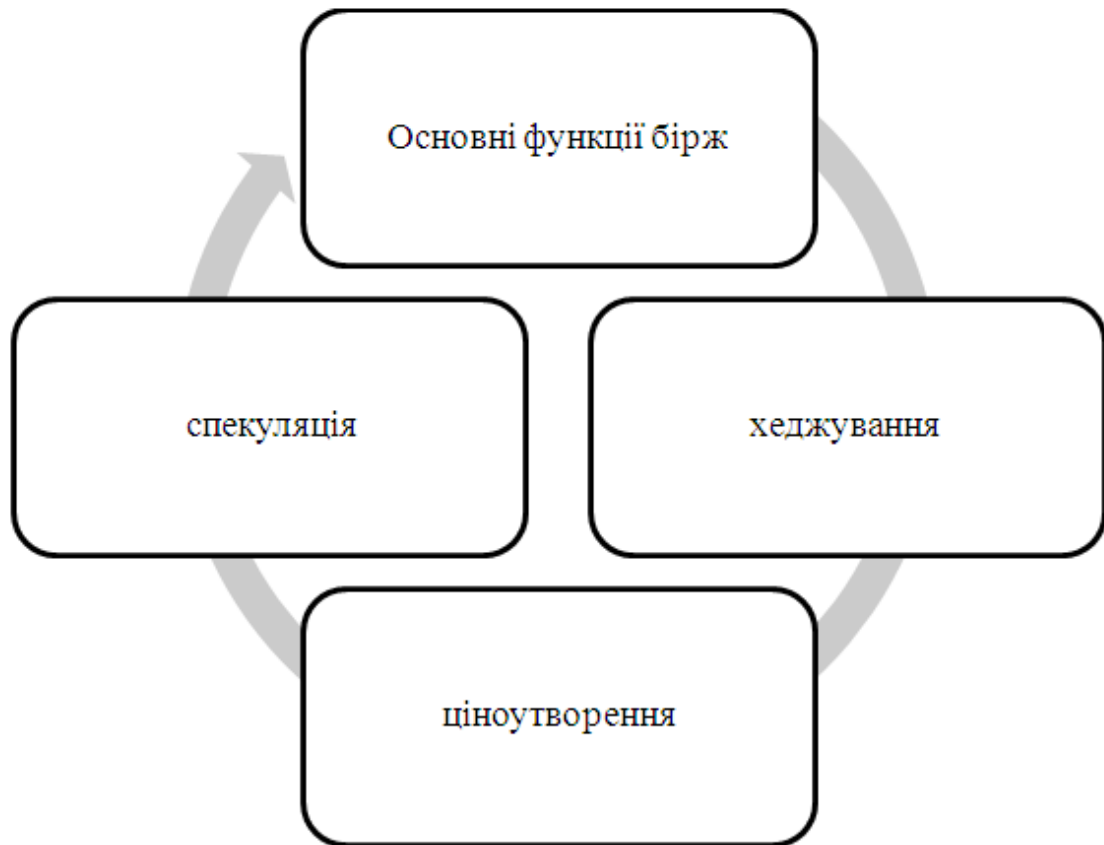 Основні функції бірж
спекуляція
хеджування
ціноутворення